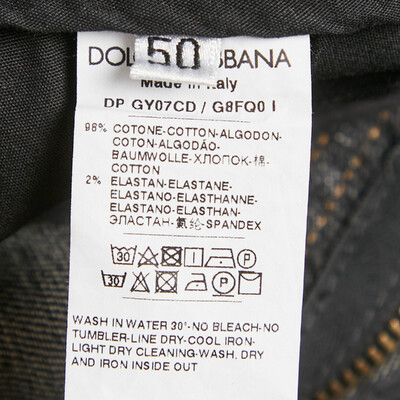 50
DOL BBANA
Made in Italy
DP GY07CD / G8FQ0 I
98% COTONE-COTTON-ALGODON-
COTON-ALGODÃO-
BAUMWOLLE-ХЛОПОК-棉-
COTTON
2% ELASTAN-ELASTANE-
ELASTANO-ELASTHANNE-
ELASTANO-ELASTHAN-
ЭЛАСТАН-氨纶-SPANDEX
30 P
30 P
WASH IN WATER 30°-NO BLEACH-NO
TUMBLER-LINE DRY-COOL IRON-
LIGHT DRY CLEANING-WASH, DRY
AND IRON INSIDE OUT